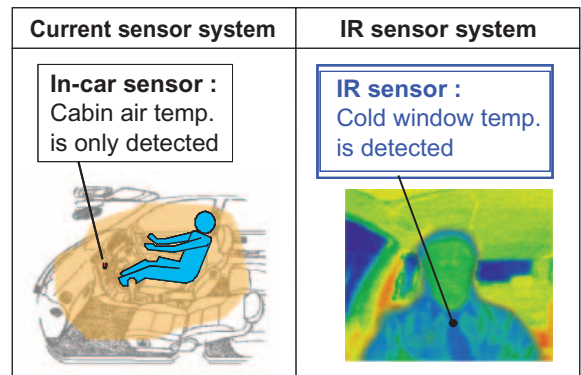 Current sensor system
IR sensor system
In-car sensor :
Cabin air temp.
is only detected
IR sensor :
Cold window temp.
is detected